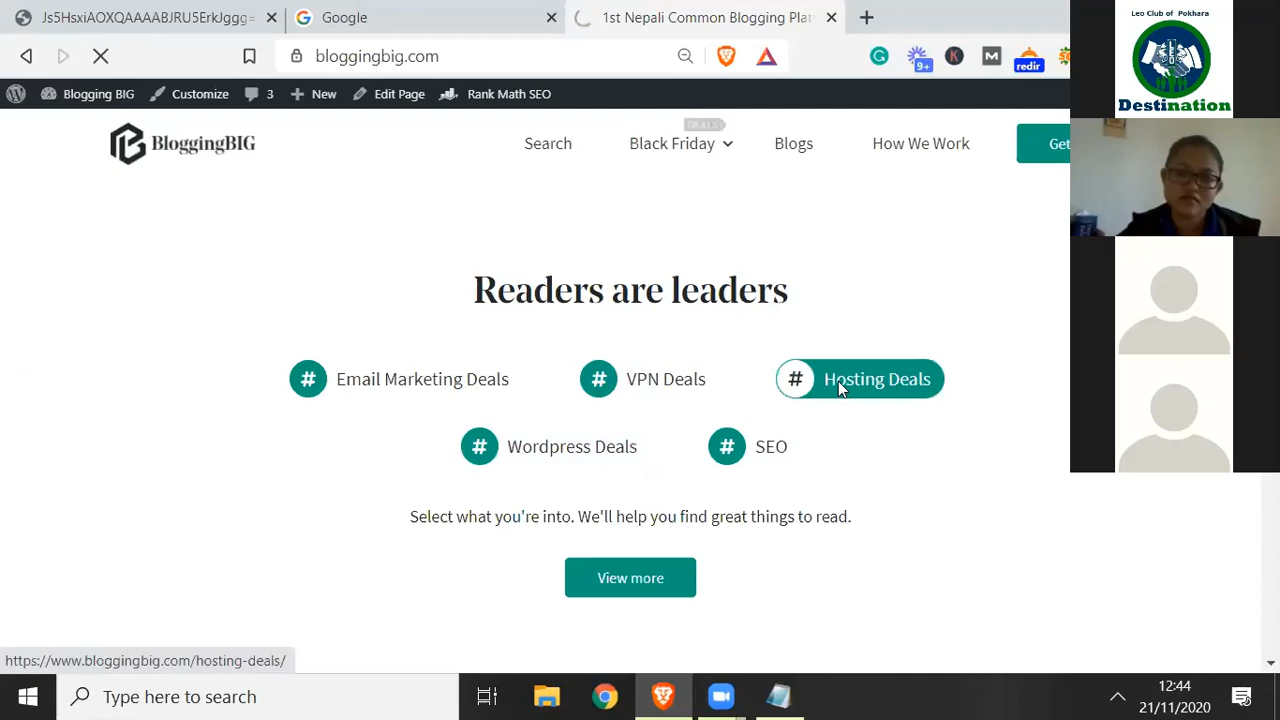 Js5HsxiAOXQAAAABJRU5ErkJggg=
Google
1st Nepali Common Blogging Plat
bloggingbig.com
9+
K
M
redir
Blogging BIG
Customize
3
New
Edit Page
Rank Math SEO
BloggingBIG
Search
DEALS
Black Friday
Blogs
How We Work
Get
Readers are leaders
# Email Marketing Deals
# VPN Deals
# Hosting Deals
# Wordpress Deals
# SEO
Select what you're into. We'll help you find great things to read.
View more
https://www.bloggingbig.com/hosting-deals/
Type here to search
12:44
21/11/2020
Leo Club of Pokhara
LEO
Destination